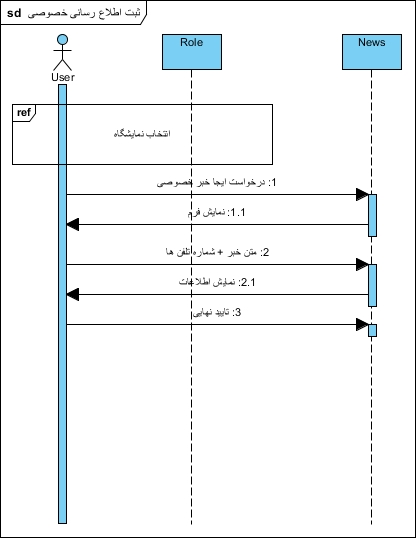 sd ثبت اطلاع رسانی خصوصی
Role
News
User
ref
انتخاب نمایشگاه
1: درخواست ایجا خبر خصوصی
1.1: نمایش فرم
2: متن خبر + شماره تلفن ها
2.1: نمایش اطلاعات
3: تایید نهایی